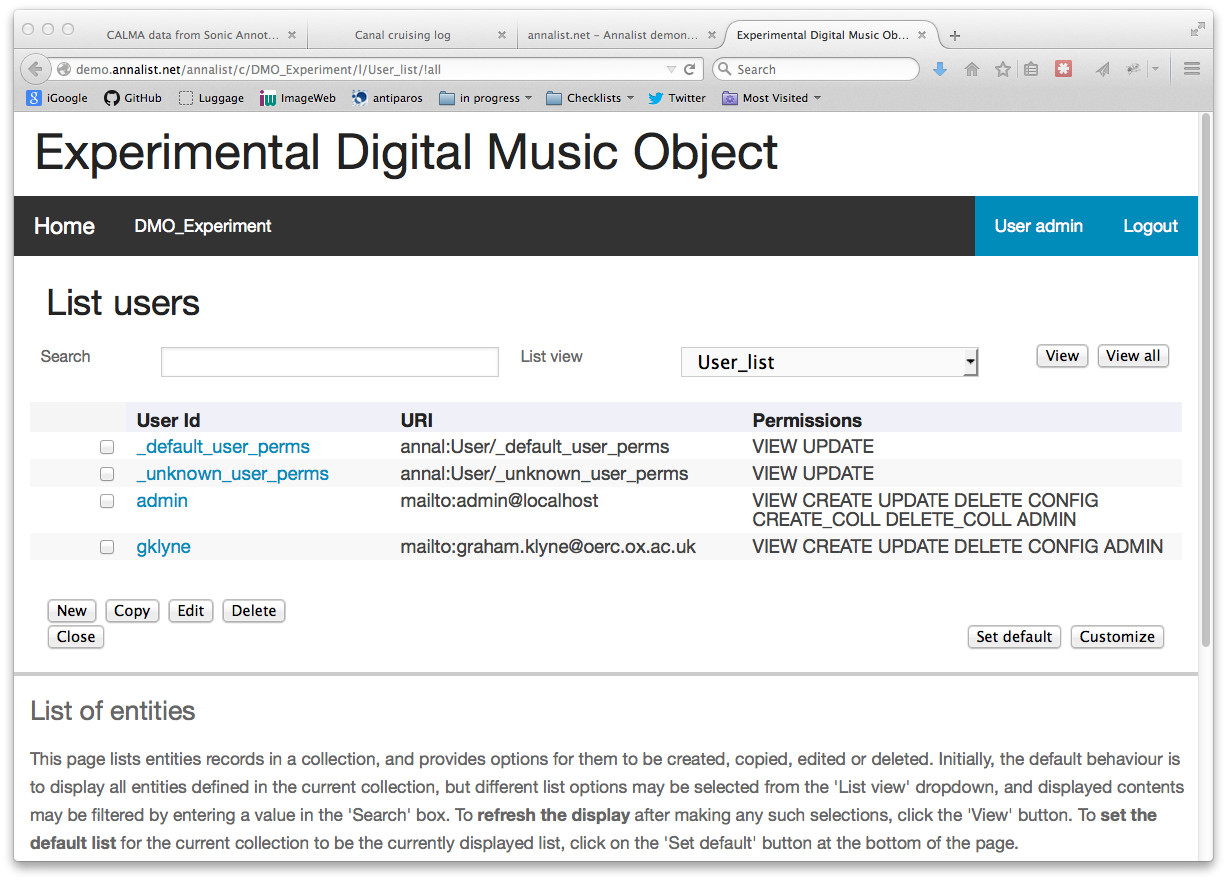 CALMA data from Sonic Annot... Canal cruising log annalist.net – Annalist demon... Experimental Digital Music Ob...
demo.annalist.net/annalist/c/DMO_Experiment/l/User_list/!all Search
iGoogle GitHub Luggage ImageWeb antiparos in progress Checklists Twitter Most Visited
Experimental Digital Music Object
Home DMO_Experiment User admin Logout
List users
Search List view User_list View View all
User Id URI Permissions
_default_user_perms annal:User/_default_user_perms VIEW UPDATE
_unknown_user_perms annal:User/_unknown_user_perms VIEW UPDATE
admin mailto:admin@localhost VIEW CREATE UPDATE DELETE CONFIG
CREATE_COLL DELETE_COLL ADMIN
gklyne mailto:graham.klyne@oerc.ox.ac.uk VIEW CREATE UPDATE DELETE CONFIG ADMIN
New Copy Edit Delete
Close Set default Customize
List of entities
This page lists entities records in a collection, and provides options for them to be created, copied, edited or deleted. Initially, the default behaviour is
to display all entities defined in the current collection, but different list options may be selected from the 'List view' dropdown, and displayed contents
may be filtered by entering a value in the 'Search' box. To refresh the display after making any such selections, click the 'View' button. To set the
default list for the current collection to be the currently displayed list, click on the 'Set default' button at the bottom of the page.